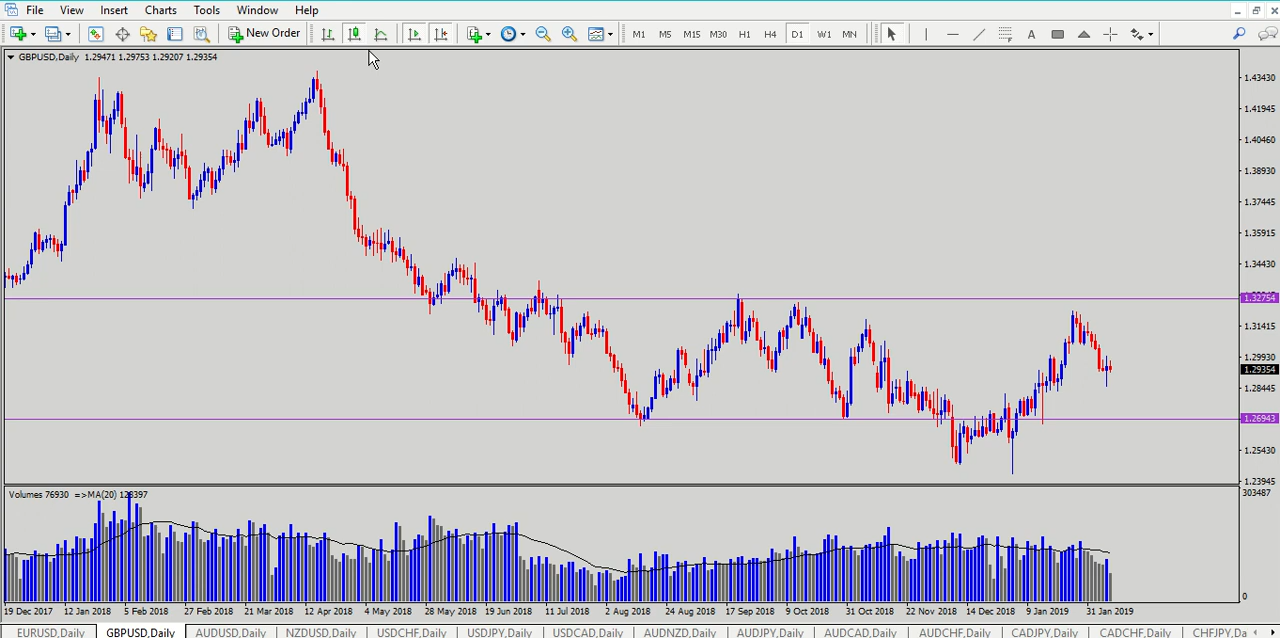 File View Insert Charts Tools Window Help
New Order M1 M5 M15 M30 H1 H4 D1 W1 MN A
GBPUSD,Daily 1.29471 1.29753 1.29207 1.29354
1.43430
1.41945
1.40460
1.38930
1.37445
1.35915
1.34430
1.32754
1.31415
1.29930
1.29354
1.28445
1.26943
1.25430
1.23945
Volumes 76930 =>MA(20) 128397
303487
0
19 Dec 2017 12 Jan 2018 5 Feb 2018 27 Feb 2018 21 Mar 2018 12 Apr 2018 4 May 2018 28 May 2018 19 Jun 2018 11 Jul 2018 2 Aug 2018 24 Aug 2018 17 Sep 2018 9 Oct 2018 31 Oct 2018 22 Nov 2018 14 Dec 2018 9 Jan 2019 31 Jan 2019
EURUSD,Daily GBPUSD,Daily AUDUSD,Daily NZDUSD,Daily USDCHF,Daily USDJPY,Daily USDCAD,Daily AUDNZD,Daily AUDJPY,Daily AUDCAD,Daily AUDCHF,Daily CADJPY,Daily CADCHF,Daily CHFJPY,Da